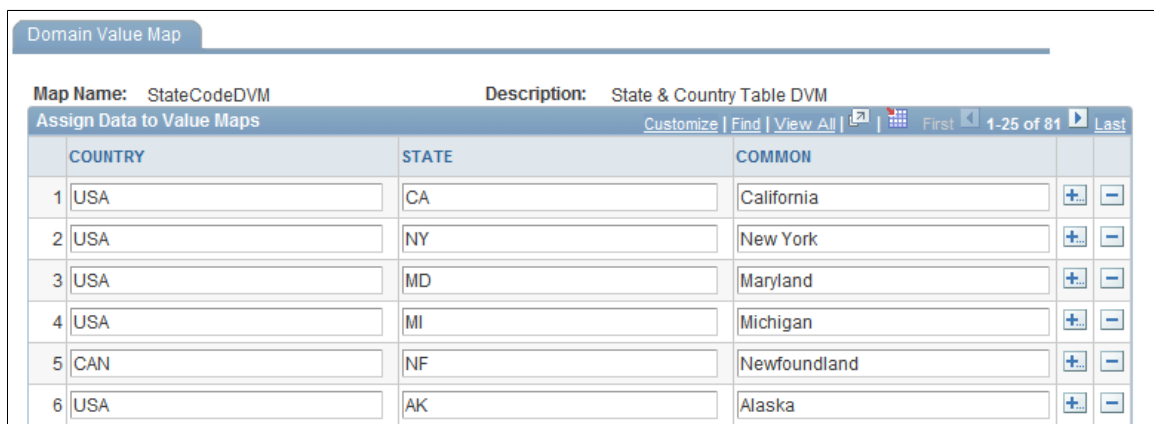 Domain Value Map
Map Name: StateCodeDVM Description: State & Country Table DVM
Assign Data to Value Maps Customize | Find | View All | | First 1-25 of 81 Last
COUNTRY STATE COMMON
1 USA CA California
2 USA NY New York
3 USA MD Maryland
4 USA MI Michigan
5 CAN NF Newfoundland
6 USA AK Alaska